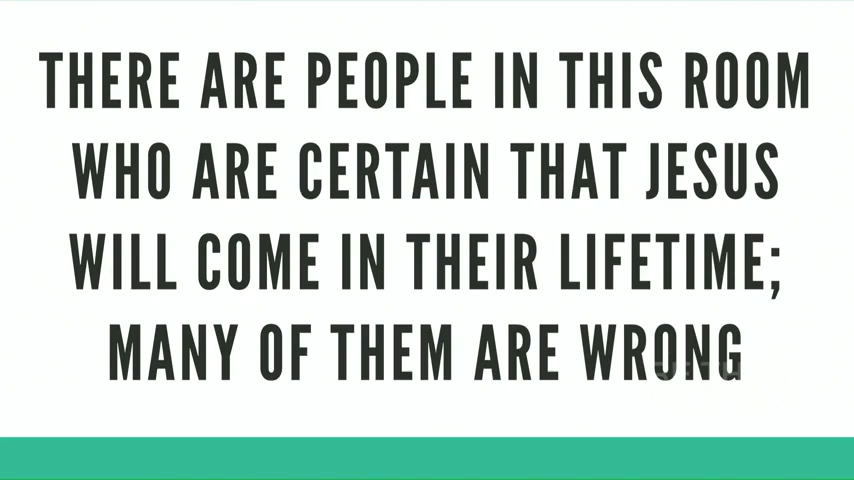 THERE ARE PEOPLE IN THIS ROOM
WHO ARE CERTAIN THAT JESUS
WILL COME IN THEIR LIFETIME;
MANY OF THEM ARE WRONG